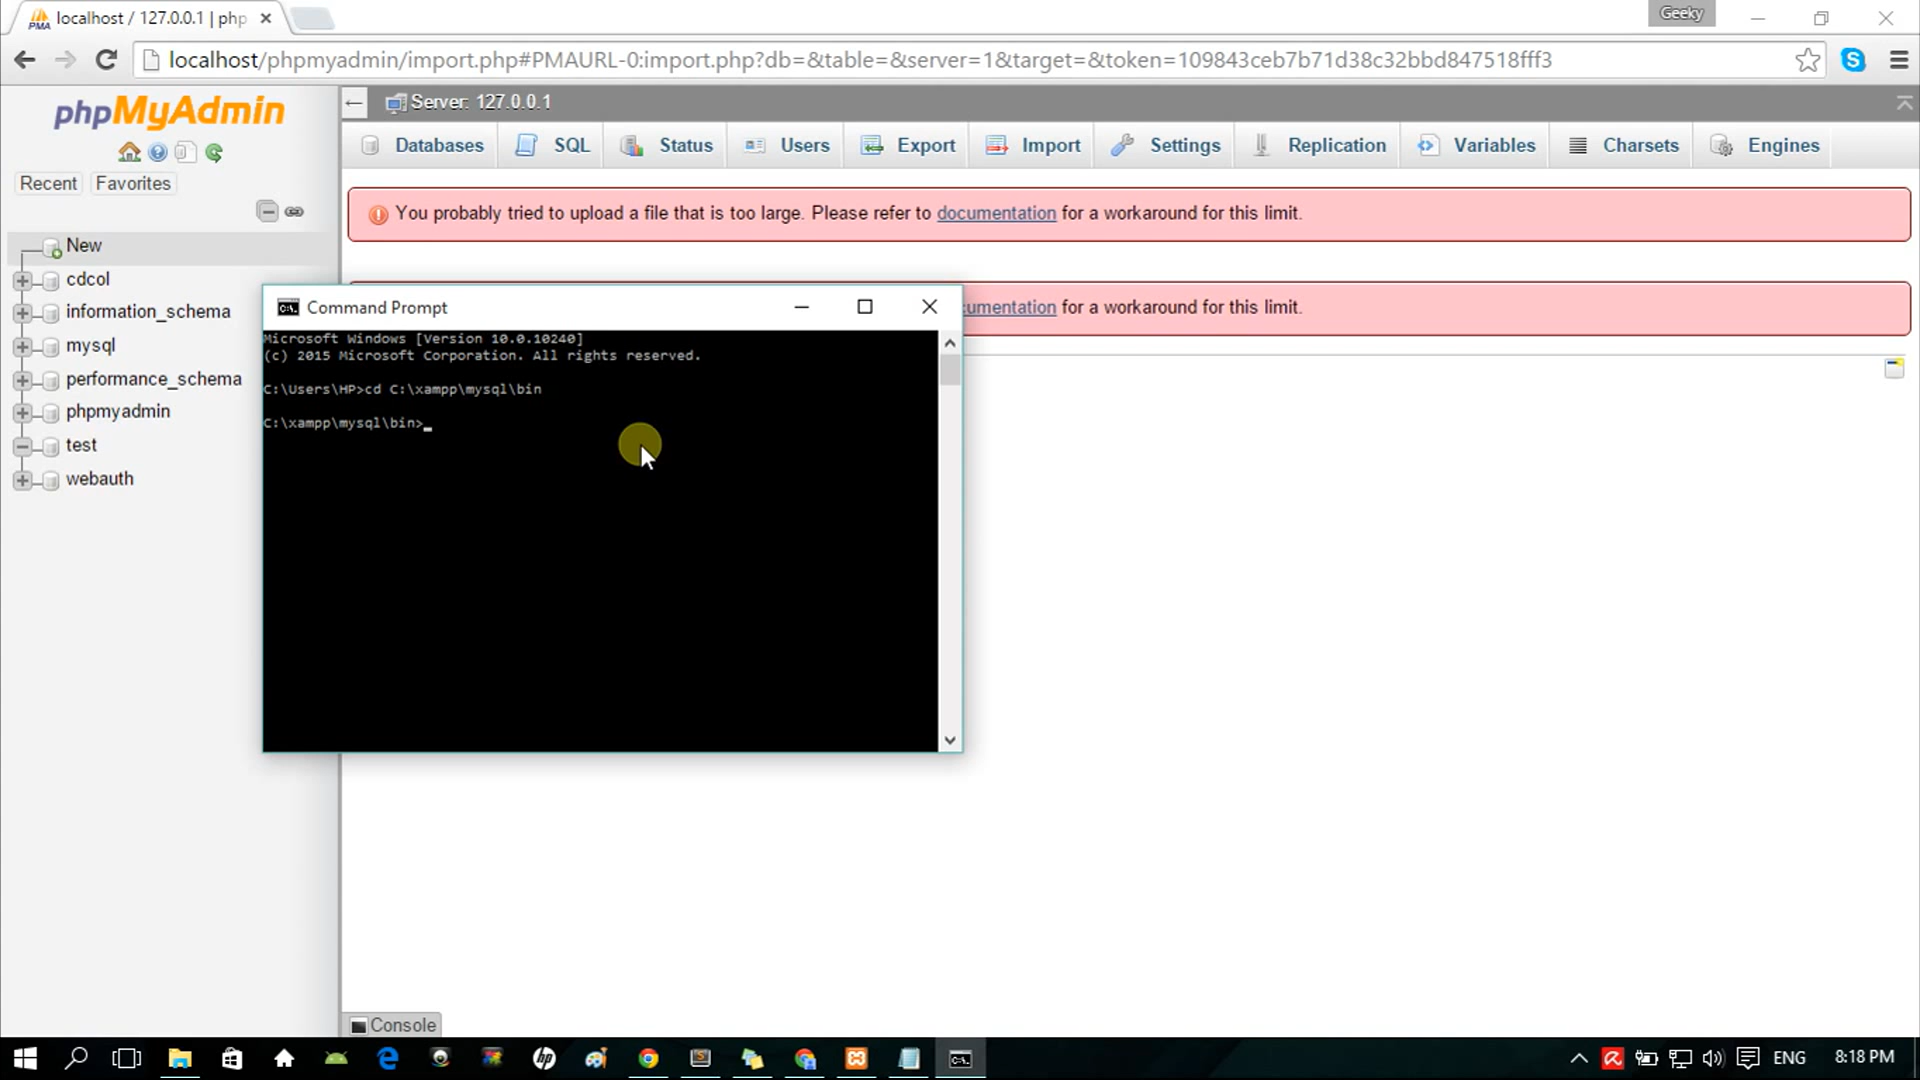 localhost / 127.0.0.1 | php
Geeky
localhost/phpmyadmin/import.php#PMAURL-0:import.php?db=&table=&server=1&target=&token=109843ceb7b71d38c32bbd847518fff3
phpMyAdmin
Recent
Favorites
New
cdcol
information_schema
mysql
performance_schema
phpmyadmin
test
webauth
Server: 127.0.0.1
Databases
SQL
Status
Users
Export
Import
Settings
Replication
Variables
Charsets
Engines
You probably tried to upload a file that is too large. Please refer to documentation for a workaround for this limit.
cumentation for a workaround for this limit.
Command Prompt
Microsoft Windows [Version 10.0.10240]
(c) 2015 Microsoft Corporation. All rights reserved.
C:\Users\HP>cd C:\xampp\mysql\bin
C:\xampp\mysql\bin>_
Console
ENG
8:18 PM